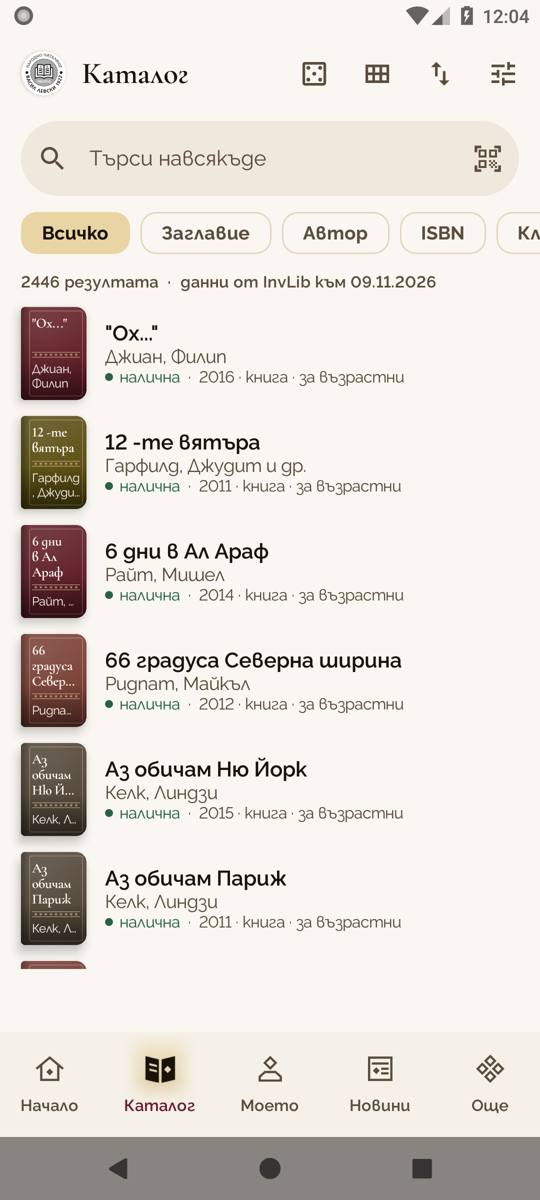 12:04
Каталог
Търси навсякъде
Всичко
Заглавие
Автор
ISBN
Кл
2446 резултата · данни от InvLib към 09.11.2026
"Ох..."
Джиан,
Филип
"Ох..."
Джиан, Филип
налична · 2016 · книга · за възрастни
12 -те
вятъра
Гарфилд
, Джуди...
12 -те вятъра
Гарфилд, Джудит и др.
налична · 2011 · книга · за възрастни
6 дни
в Ал
Араф
Райт, ...
6 дни в Ал Араф
Райт, Мишел
налична · 2014 · книга · за възрастни
66
градуса
Север...
Ридпа...
66 градуса Северна ширина
Ридпат, Майкъл
налична · 2012 · книга · за възрастни
Аз
обичам
Ню Й...
Келк, Л...
Аз обичам Ню Йорк
Келк, Линдзи
налична · 2015 · книга · за възрастни
Аз
обичам
Париж
Келк, Л...
Аз обичам Париж
Келк, Линдзи
налична · 2011 · книга · за възрастни
Начало
Каталог
Моето
Новини
Още